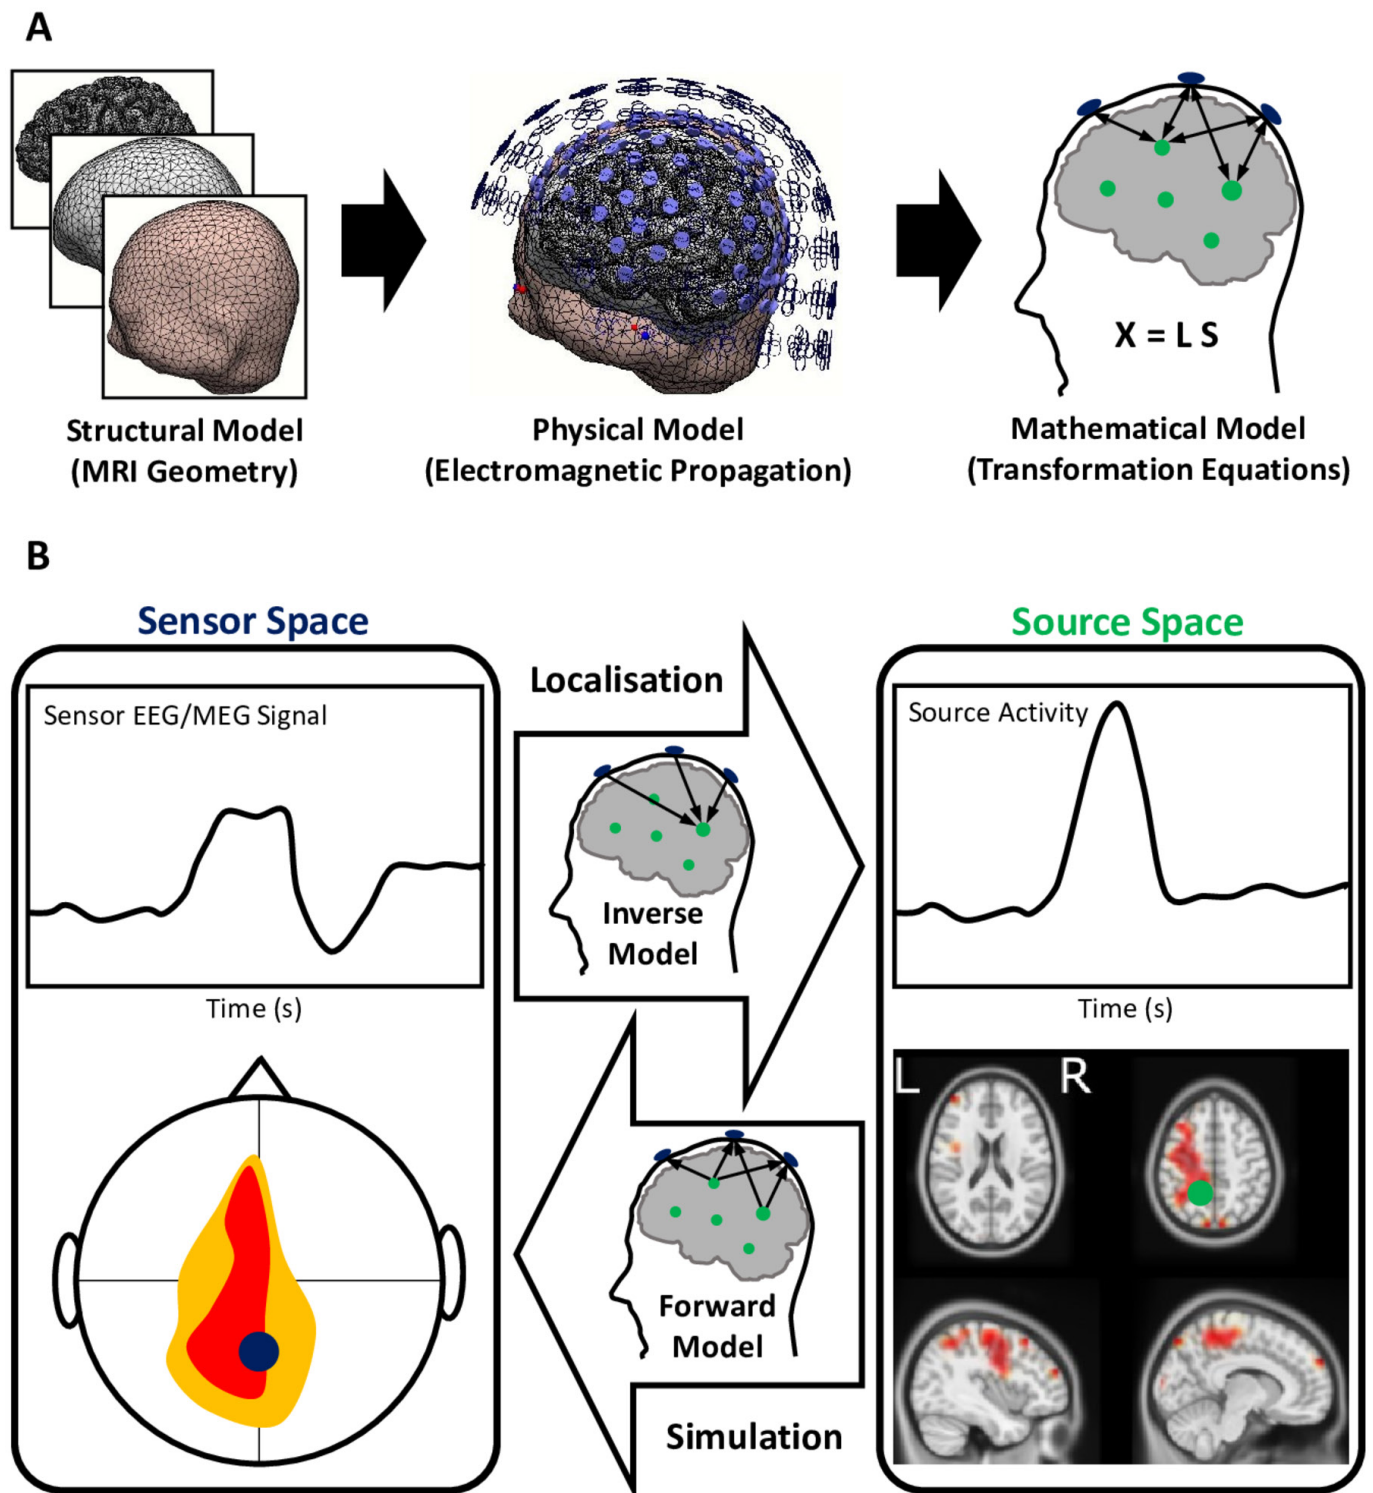 A
X = L S
Structural Model
(MRI Geometry)
Physical Model
(Electromagnetic Propagation)
Mathematical Model
(Transformation Equations)
B
Sensor Space
Sensor EEG/MEG Signal
Time (s)
Localisation
Inverse
Model
Forward
Model
Simulation
Source Space
Source Activity
Time (s)
L
R